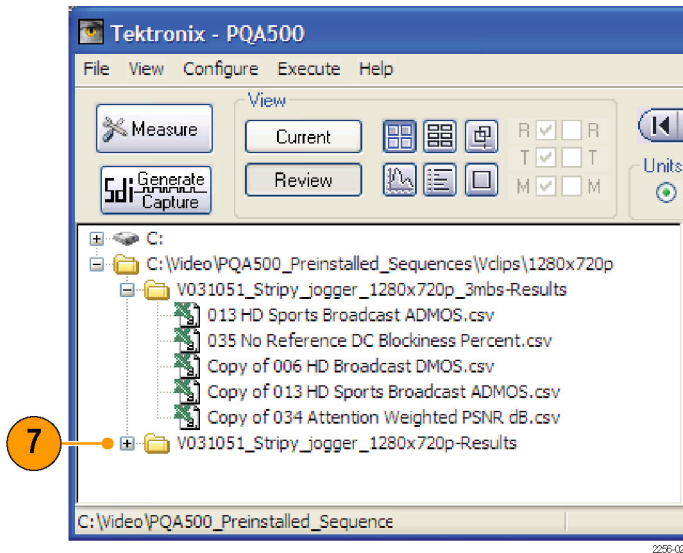 Tektronix - PQA500
File View Configure Execute Help
View
Measure
Current
R R
T T
M M
Units
Sdi Generate
Capture
Review
C:
C:\Video\PQA500_Preinstalled_Sequences\Vclips\1280x720p
V031051_Stripy_jogger_1280x720p_3mbs-Results
013 HD Sports Broadcast ADMOS.csv
035 No Reference DC Blockiness Percent.csv
Copy of 006 HD Broadcast DMOS.csv
Copy of 013 HD Sports Broadcast ADMOS.csv
Copy of 034 Attention Weighted PSNR dB.csv
7
V031051_Stripy_jogger_1280x720p-Results
C:\Video\PQA500_Preinstalled_Sequence
2256-02